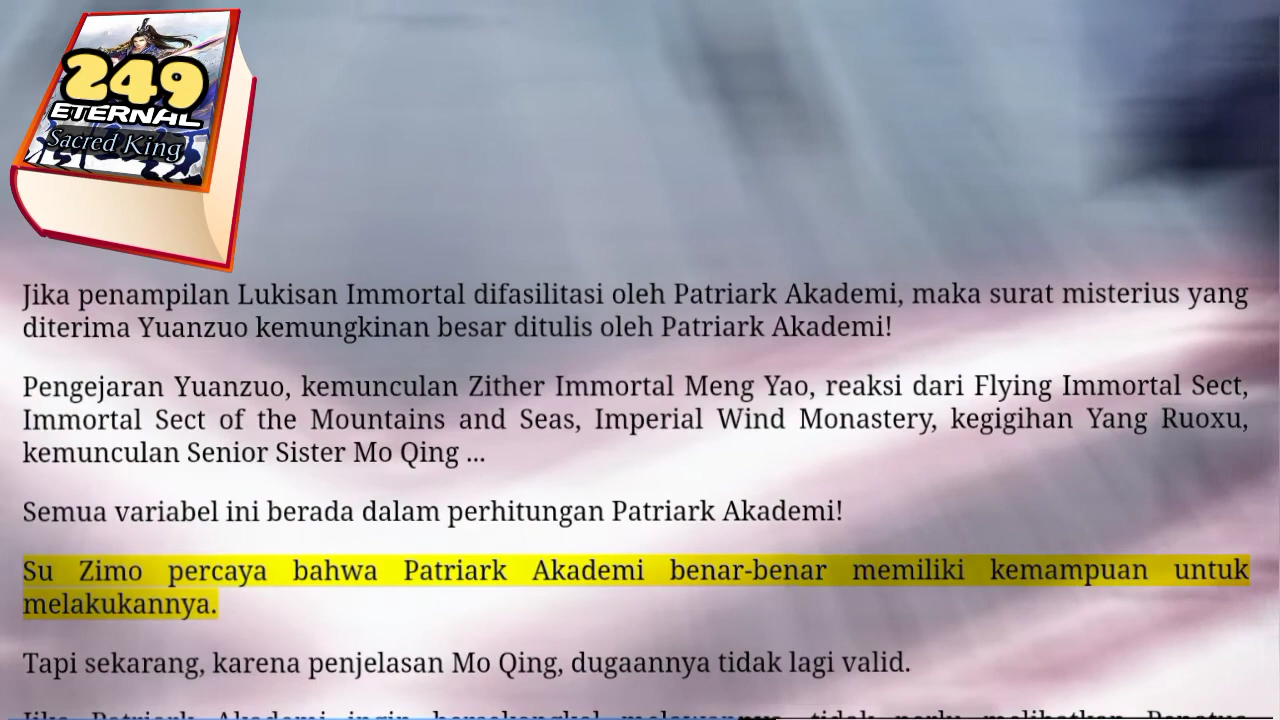 249
ETERNAL
Sacred King
Jika penampilan Lukisan Immortal difasilitasi oleh Patriark Akademi, maka surat misterius yang
diterima Yuanzuo kemungkinan besar ditulis oleh Patriark Akademi!
Pengejaran Yuanzuo, kemunculan Zither Immortal Meng Yao, reaksi dari Flying Immortal Sect,
Immortal Sect of the Mountains and Seas, Imperial Wind Monastery, kegigihan Yang Ruoxu,
kemunculan Senior Sister Mo Qing ...
Semua variabel ini berada dalam perhitungan Patriark Akademi!
Su Zimo percaya bahwa Patriark Akademi benar-benar memiliki kemampuan untuk
melakukannya.
Tapi sekarang, karena penjelasan Mo Qing, dugaannya tidak lagi valid.
Jika Patriark Akademi ingin